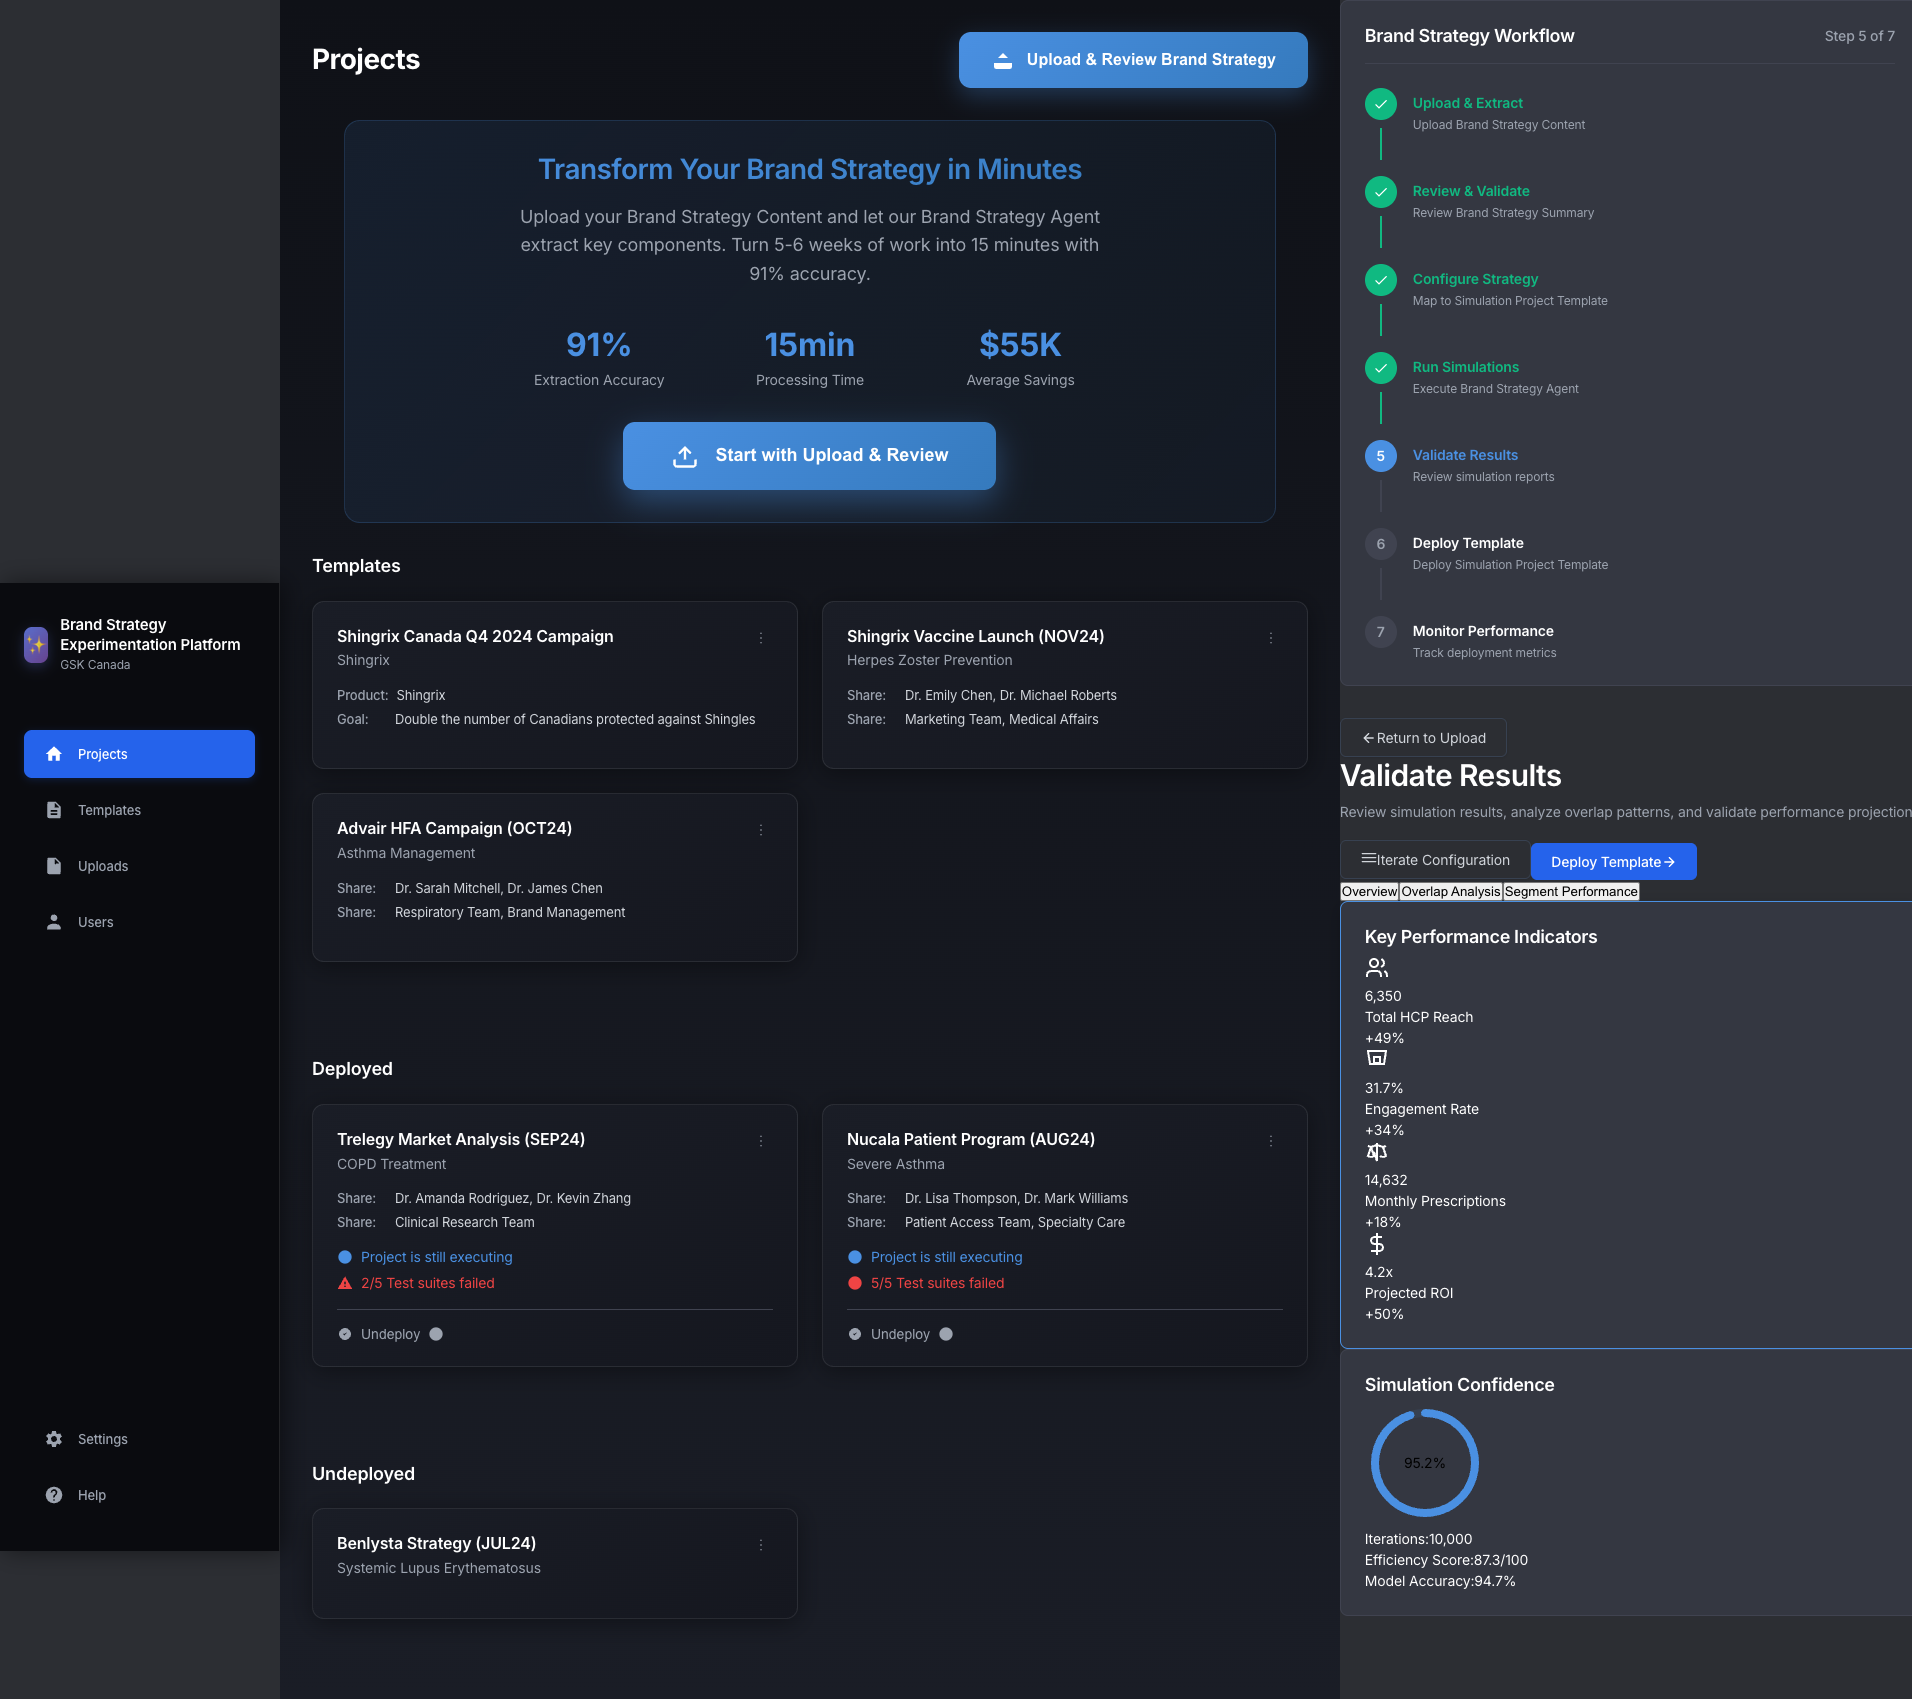 Brand Strategy
Experimentation Platform
GSK Canada
Projects
Templates
Uploads
Users
Settings
Help
Projects
Upload & Review Brand Strategy
Transform Your Brand Strategy in Minutes
Upload your Brand Strategy Content and let our Brand Strategy Agent
extract key components. Turn 5-6 weeks of work into 15 minutes with
91% accuracy.
91%
Extraction Accuracy
15min
Processing Time
$55K
Average Savings
Start with Upload & Review
Templates
Shingrix Canada Q4 2024 Campaign
Shingrix
Product: Shingrix
Goal: Double the number of Canadians protected against Shingles
Shingrix Vaccine Launch (NOV24)
Herpes Zoster Prevention
Share: Dr. Emily Chen, Dr. Michael Roberts
Share: Marketing Team, Medical Affairs
Advair HFA Campaign (OCT24)
Asthma Management
Share: Dr. Sarah Mitchell, Dr. James Chen
Share: Respiratory Team, Brand Management
Deployed
Trelegy Market Analysis (SEP24)
COPD Treatment
Share: Dr. Amanda Rodriguez, Dr. Kevin Zhang
Share: Clinical Research Team
Project is still executing
2/5 Test suites failed
Undeploy
Nucala Patient Program (AUG24)
Severe Asthma
Share: Dr. Lisa Thompson, Dr. Mark Williams
Share: Patient Access Team, Specialty Care
Project is still executing
5/5 Test suites failed
Undeploy
Undeployed
Benlysta Strategy (JUL24)
Systemic Lupus Erythematosus
Brand Strategy Workflow
Step 5 of 7
Upload & Extract
Upload Brand Strategy Content
Review & Validate
Review Brand Strategy Summary
Configure Strategy
Map to Simulation Project Template
Run Simulations
Execute Brand Strategy Agent
5
Validate Results
Review simulation reports
6
Deploy Template
Deploy Simulation Project Template
7
Monitor Performance
Track deployment metrics
Return to Upload
Validate Results
Review simulation results, analyze overlap patterns, and validate performance projection
Iterate Configuration
Deploy Template
Overview
Overlap Analysis
Segment Performance
Key Performance Indicators
6,350
Total HCP Reach
+49%
31.7%
Engagement Rate
+34%
14,632
Monthly Prescriptions
+18%
4.2x
Projected ROI
+50%
Simulation Confidence
95.2%
Iterations:10,000
Efficiency Score:87.3/100
Model Accuracy:94.7%